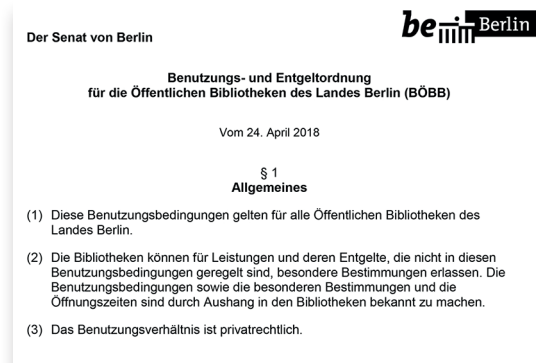 be Berlin
Der Senat von Berlin
Benutzungs- und Entgeltordnung
für die Öffentlichen Bibliotheken des Landes Berlin (BÖBB)
Vom 24. April 2018
§ 1
Allgemeines
(1) Diese Benutzungsbedingungen gelten für alle Öffentlichen Bibliotheken des
Landes Berlin.
(2) Die Bibliotheken können für Leistungen und deren Entgelte, die nicht in diesen
Benutzungsbedingungen geregelt sind, besondere Bestimmungen erlassen. Die
Benutzungsbedingungen sowie die besonderen Bestimmungen und die
Öffnungszeiten sind durch Aushang in den Bibliotheken bekannt zu machen.
(3) Das Benutzungsverhältnis ist privatrechtlich.